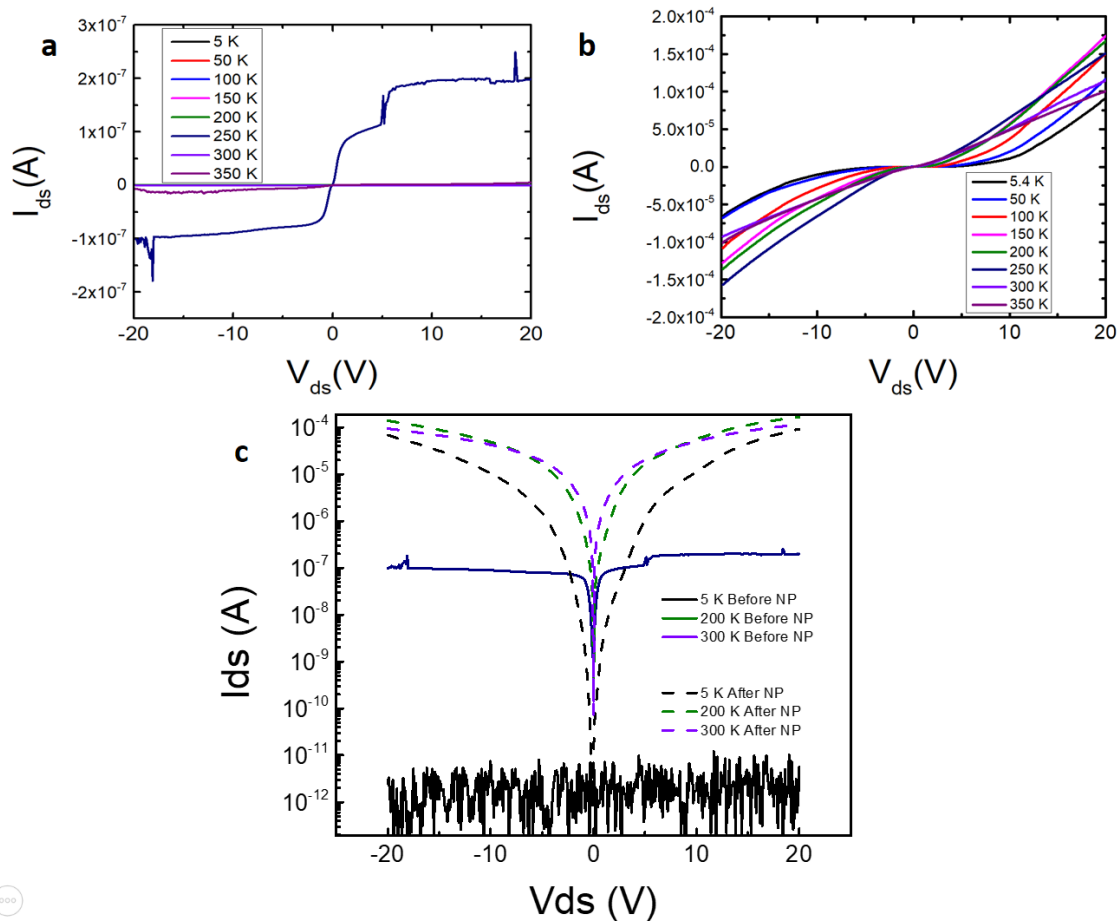 a
3x10⁻⁷
2x10⁻⁷
1x10⁻⁷
0
-1x10⁻⁷
-2x10⁻⁷
I_ds(A)
5 K
50 K
100 K
150 K
200 K
250 K
300 K
350 K
-20 -10 0 10 20
V_ds(V)
b
2.0x10⁻⁴
1.5x10⁻⁴
1.0x10⁻⁴
5.0x10⁻⁵
0.0
-5.0x10⁻⁵
-1.0x10⁻⁴
-1.5x10⁻⁴
-2.0x10⁻⁴
I_ds(A)
5.4 K
50 K
100 K
150 K
200 K
250 K
300 K
350 K
-20 -10 0 10 20
V_ds(V)
c
10⁻⁴
10⁻⁵
10⁻⁶
10⁻⁷
10⁻⁸
10⁻⁹
10⁻¹⁰
10⁻¹¹
10⁻¹²
Ids (A)
5 K Before NP
200 K Before NP
300 K Before NP
5 K After NP
200 K After NP
300 K After NP
-20 -10 0 10 20
Vds (V)